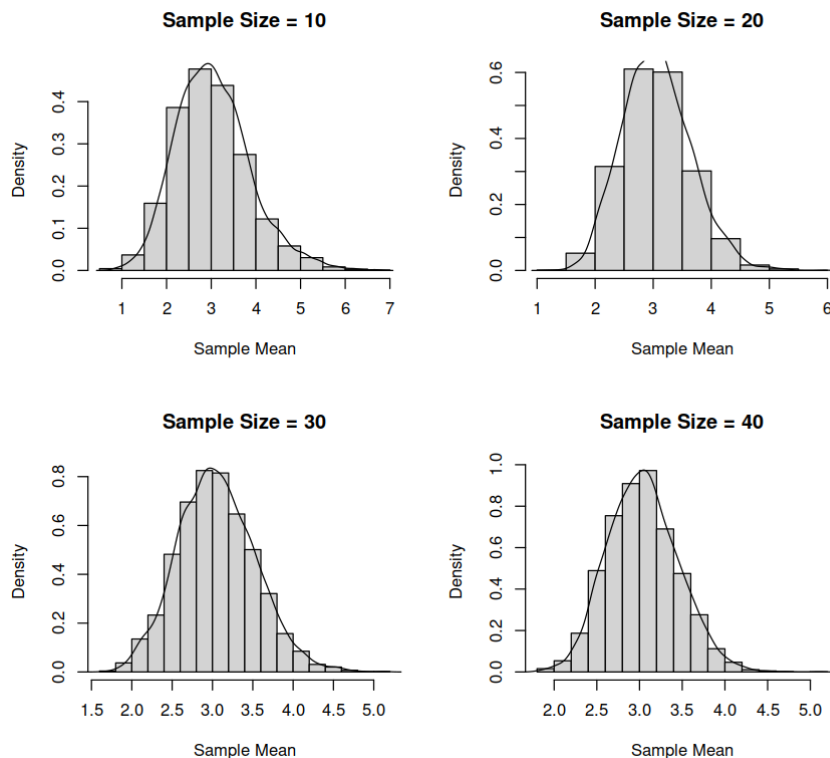 Sample Size = 10
Density
0.0 0.1 0.2 0.3 0.4
1 2 3 4 5 6 7
Sample Mean
Sample Size = 20
Density
0.0 0.2 0.4 0.6
1 2 3 4 5 6
Sample Mean
Sample Size = 30
Density
0.0 0.2 0.4 0.6 0.8
1.5 2.0 2.5 3.0 3.5 4.0 4.5 5.0
Sample Mean
Sample Size = 40
Density
0.0 0.2 0.4 0.6 0.8 1.0
2.0 2.5 3.0 3.5 4.0 4.5 5.0
Sample Mean